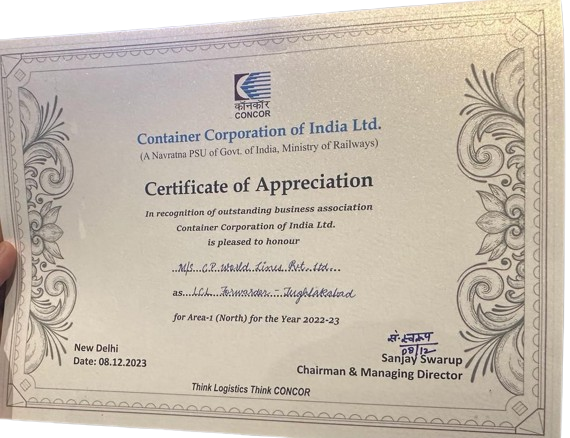 कॉनकॉर
CONCOR
Container Corporation of India Ltd.
(A Navratna PSU of Govt. of India, Ministry of Railways)
Certificate of Appreciation
In recognition of outstanding business association
Container Corporation of India Ltd.
is pleased to honour
M/S. C.P. World Lines Pvt. Ltd.
as LCL Forwarder - Tughlakabad
for Area-1 (North) for the Year 2022-23
सं. स्वरूप
08/12
New Delhi
Sanjay Swarup
Date: 08.12.2023
Chairman & Managing Director
Think Logistics Think CONCOR